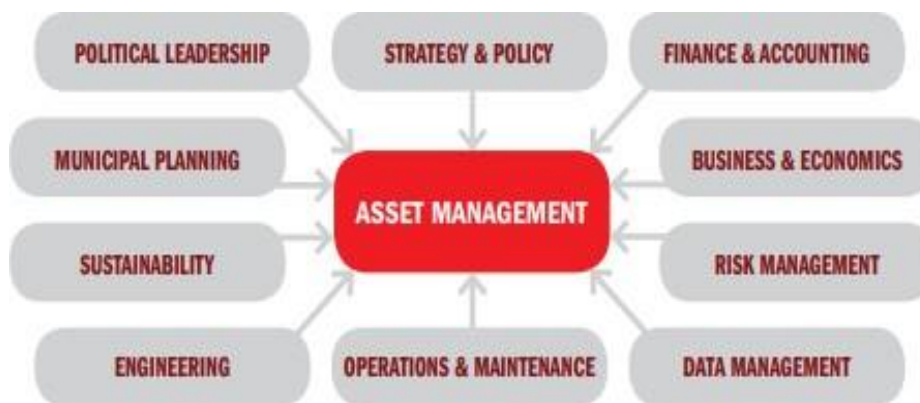 POLITICAL LEADERSHIP
STRATEGY & POLICY
FINANCE & ACCOUNTING
MUNICIPAL PLANNING
BUSINESS & ECONOMICS
ASSET MANAGEMENT
SUSTAINABILITY
RISK MANAGEMENT
ENGINEERING
OPERATIONS & MAINTENANCE
DATA MANAGEMENT